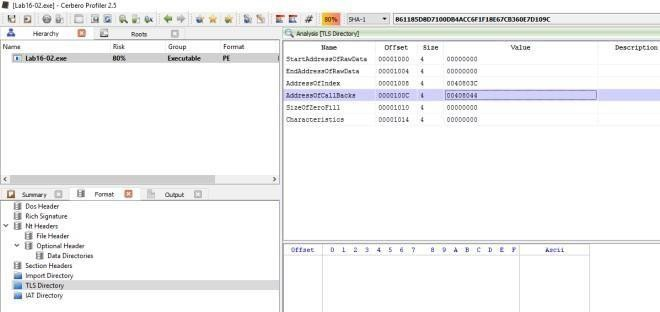 [Lab16-02.exe] - Cerbero Profiler 2.5
80% SHA-1 861185D8D7100DB4ACC6F1F18E67CB360E7D109C
Hierarchy Roots
Name Risk Group Format
Lab16-02.exe 80% Executable PE
Analysis [TLS Directory]
Name Offset Size Value Description
StartAddressOfRawData 00001000 4 00000000
EndAddressOfRawData 00001004 4 00000000
AddressOfIndex 00001008 4 0040803C
AddressOfCallBacks 0000100C 4 00408044
SizeOfZeroFill 00001010 4 00000000
Characteristics 00001014 4 00000000
Summary Format Output
Dos Header
Rich Signature
Nt Headers
File Header
Optional Header
Data Directories
Section Headers
Import Directory
TLS Directory
IAT Directory
Offset 0 1 2 3 4 5 6 7 8 9 A B C D E F Ascii